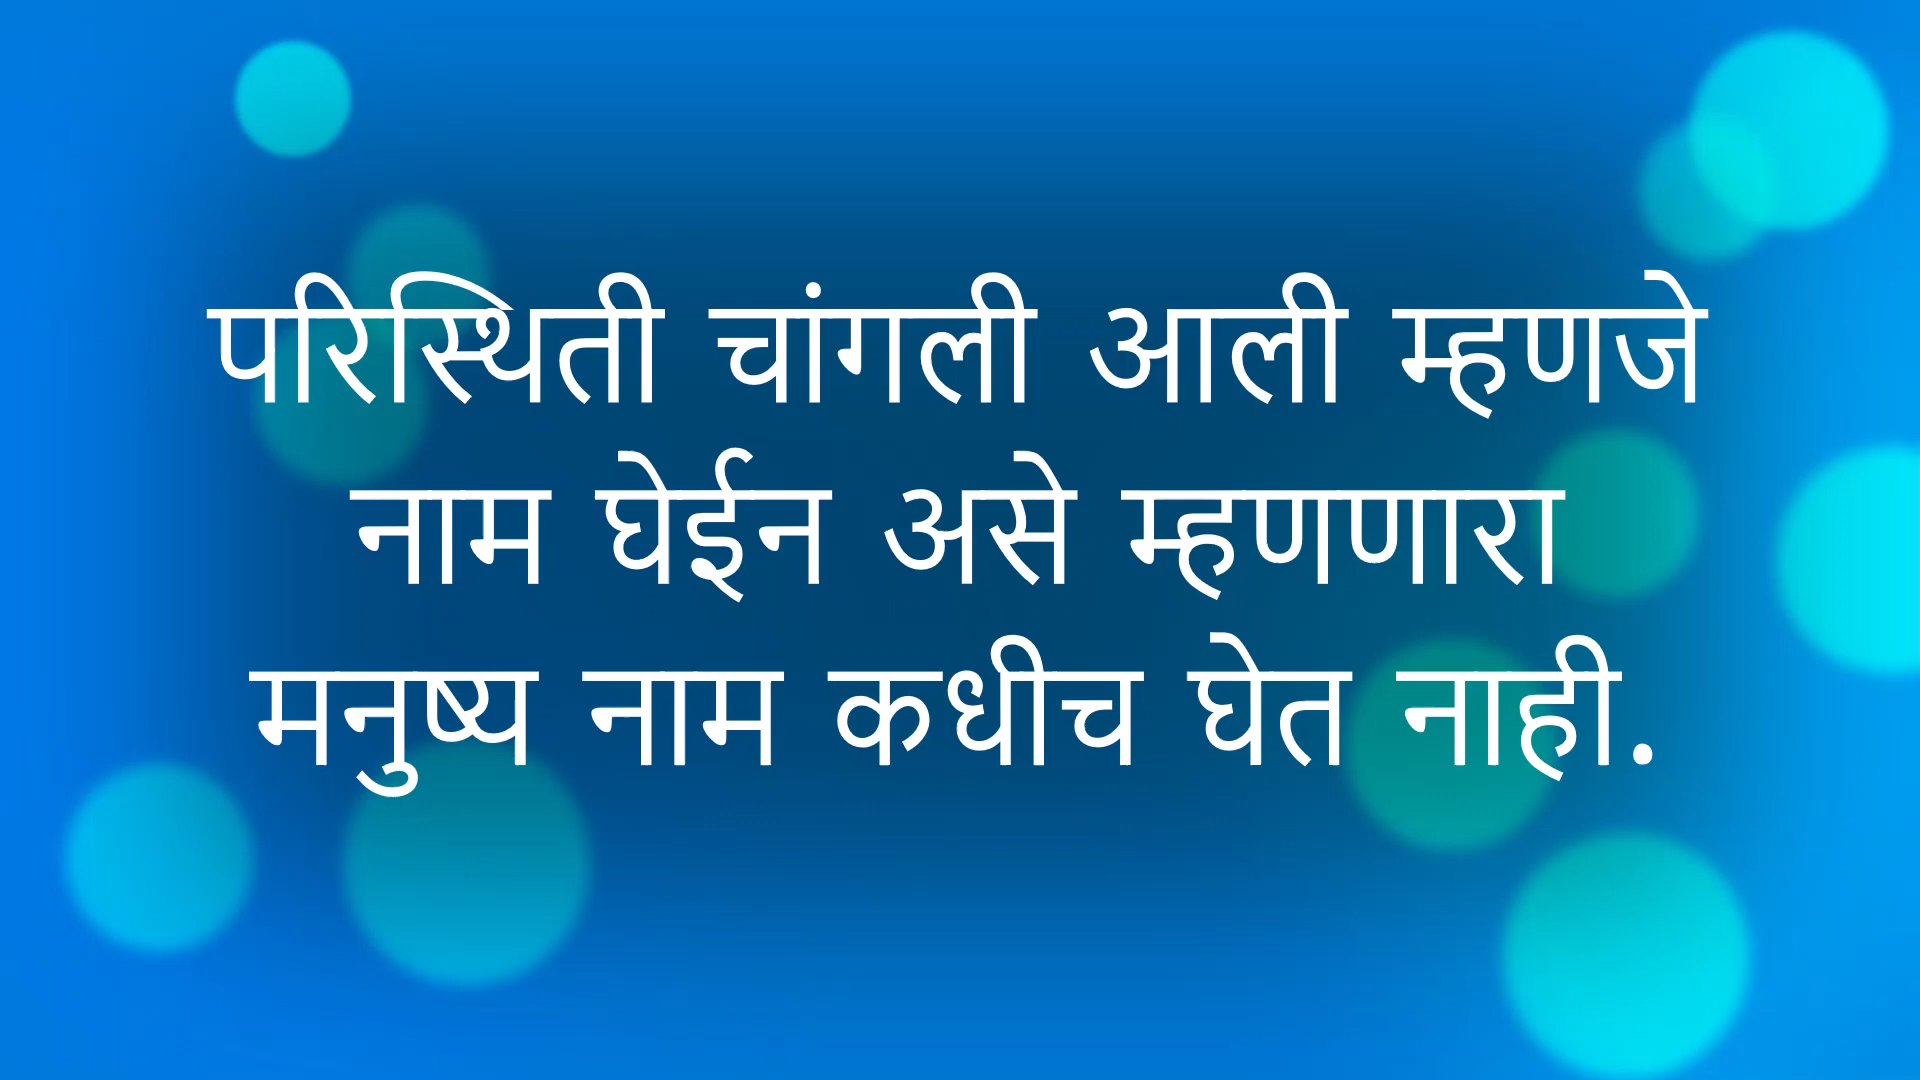 परिस्थिती चांगली आली म्हणजे
नाम घेईन असे म्हणणारा
मनुष्य नाम कधीच घेत नाही.